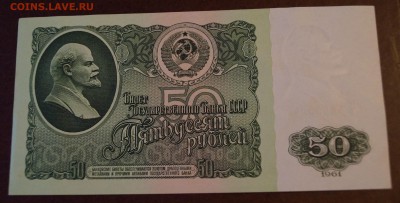 COINS.LAVE.RU
Билет
Государственного Банка СССР
50
Пятьдесят
рублей
50
50
50
1961